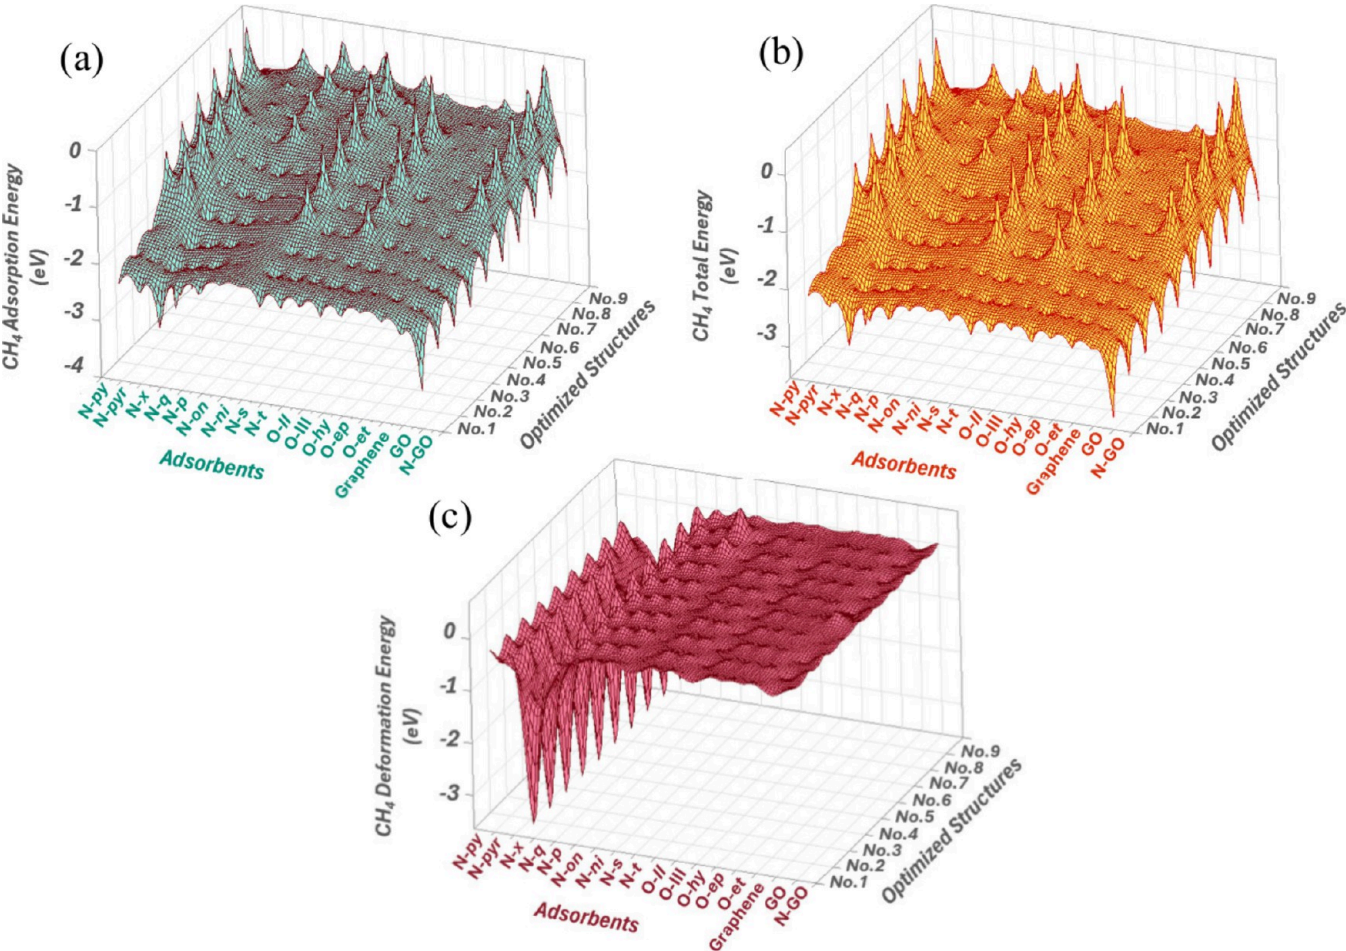 (a)
CH₄ Adsorption Energy
(eV)
0
-1
-2
-3
-4
N-py
N-pyr
N-x
N-q
N-p
N-on
N-ni
N-s
N-t
O-II
O-III
O-hy
O-ep
O-et
Graphene
GO
N-GO
Adsorbents
No.1
No.2
No.3
No.4
No.5
No.6
No.7
No.8
No.9
Optimized Structures
(b)
CH₄ Total Energy
(eV)
0
-1
-2
-3
N-py
N-pyr
N-x
N-q
N-p
N-on
N-ni
N-s
N-t
O-II
O-III
O-hy
O-ep
O-et
Graphene
GO
N-GO
Adsorbents
No.1
No.2
No.3
No.4
No.5
No.6
No.7
No.8
No.9
Optimized Structures
(c)
CH₄ Deformation Energy
(eV)
0
-1
-2
-3
N-py
N-pyr
N-x
N-q
N-p
N-on
N-ni
N-s
N-t
O-II
O-III
O-hy
O-ep
O-et
Graphene
GO
N-GO
Adsorbents
No.1
No.2
No.3
No.4
No.5
No.6
No.7
No.8
No.9
Optimized Structures